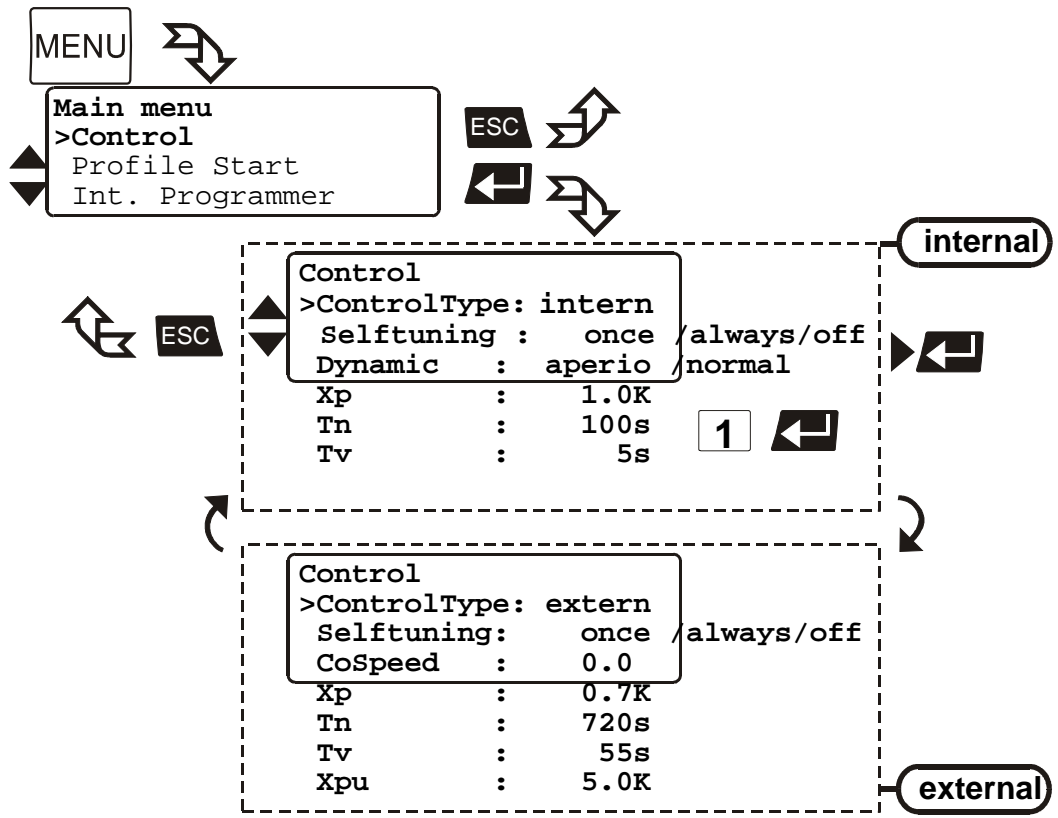 MENU
Main menu
>Control
Profile Start
Int. Programmer
ESC
internal
Control
>ControlType: intern
Selftuning : once /always/off
Dynamic : aperio /normal
Xp : 1.0K
Tn : 100s
Tv : 5s
ESC
1
Control
>ControlType: extern
Selftuning: once /always/off
CoSpeed : 0.0
Xp : 0.7K
Tn : 720s
Tv : 55s
Xpu : 5.0K
external